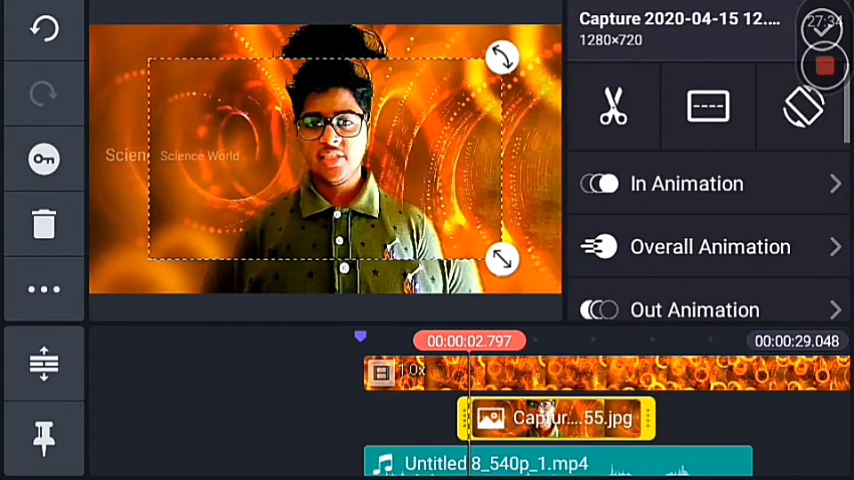 Capture 2020-04-15 12....
27:34
1280×720
Scien
Science World
In Animation
Overall Animation
Out Animation
00:00:02.797
00:00:29.048
1.0x
Captur....55.jpg
Untitled 8_540p_1.mp4